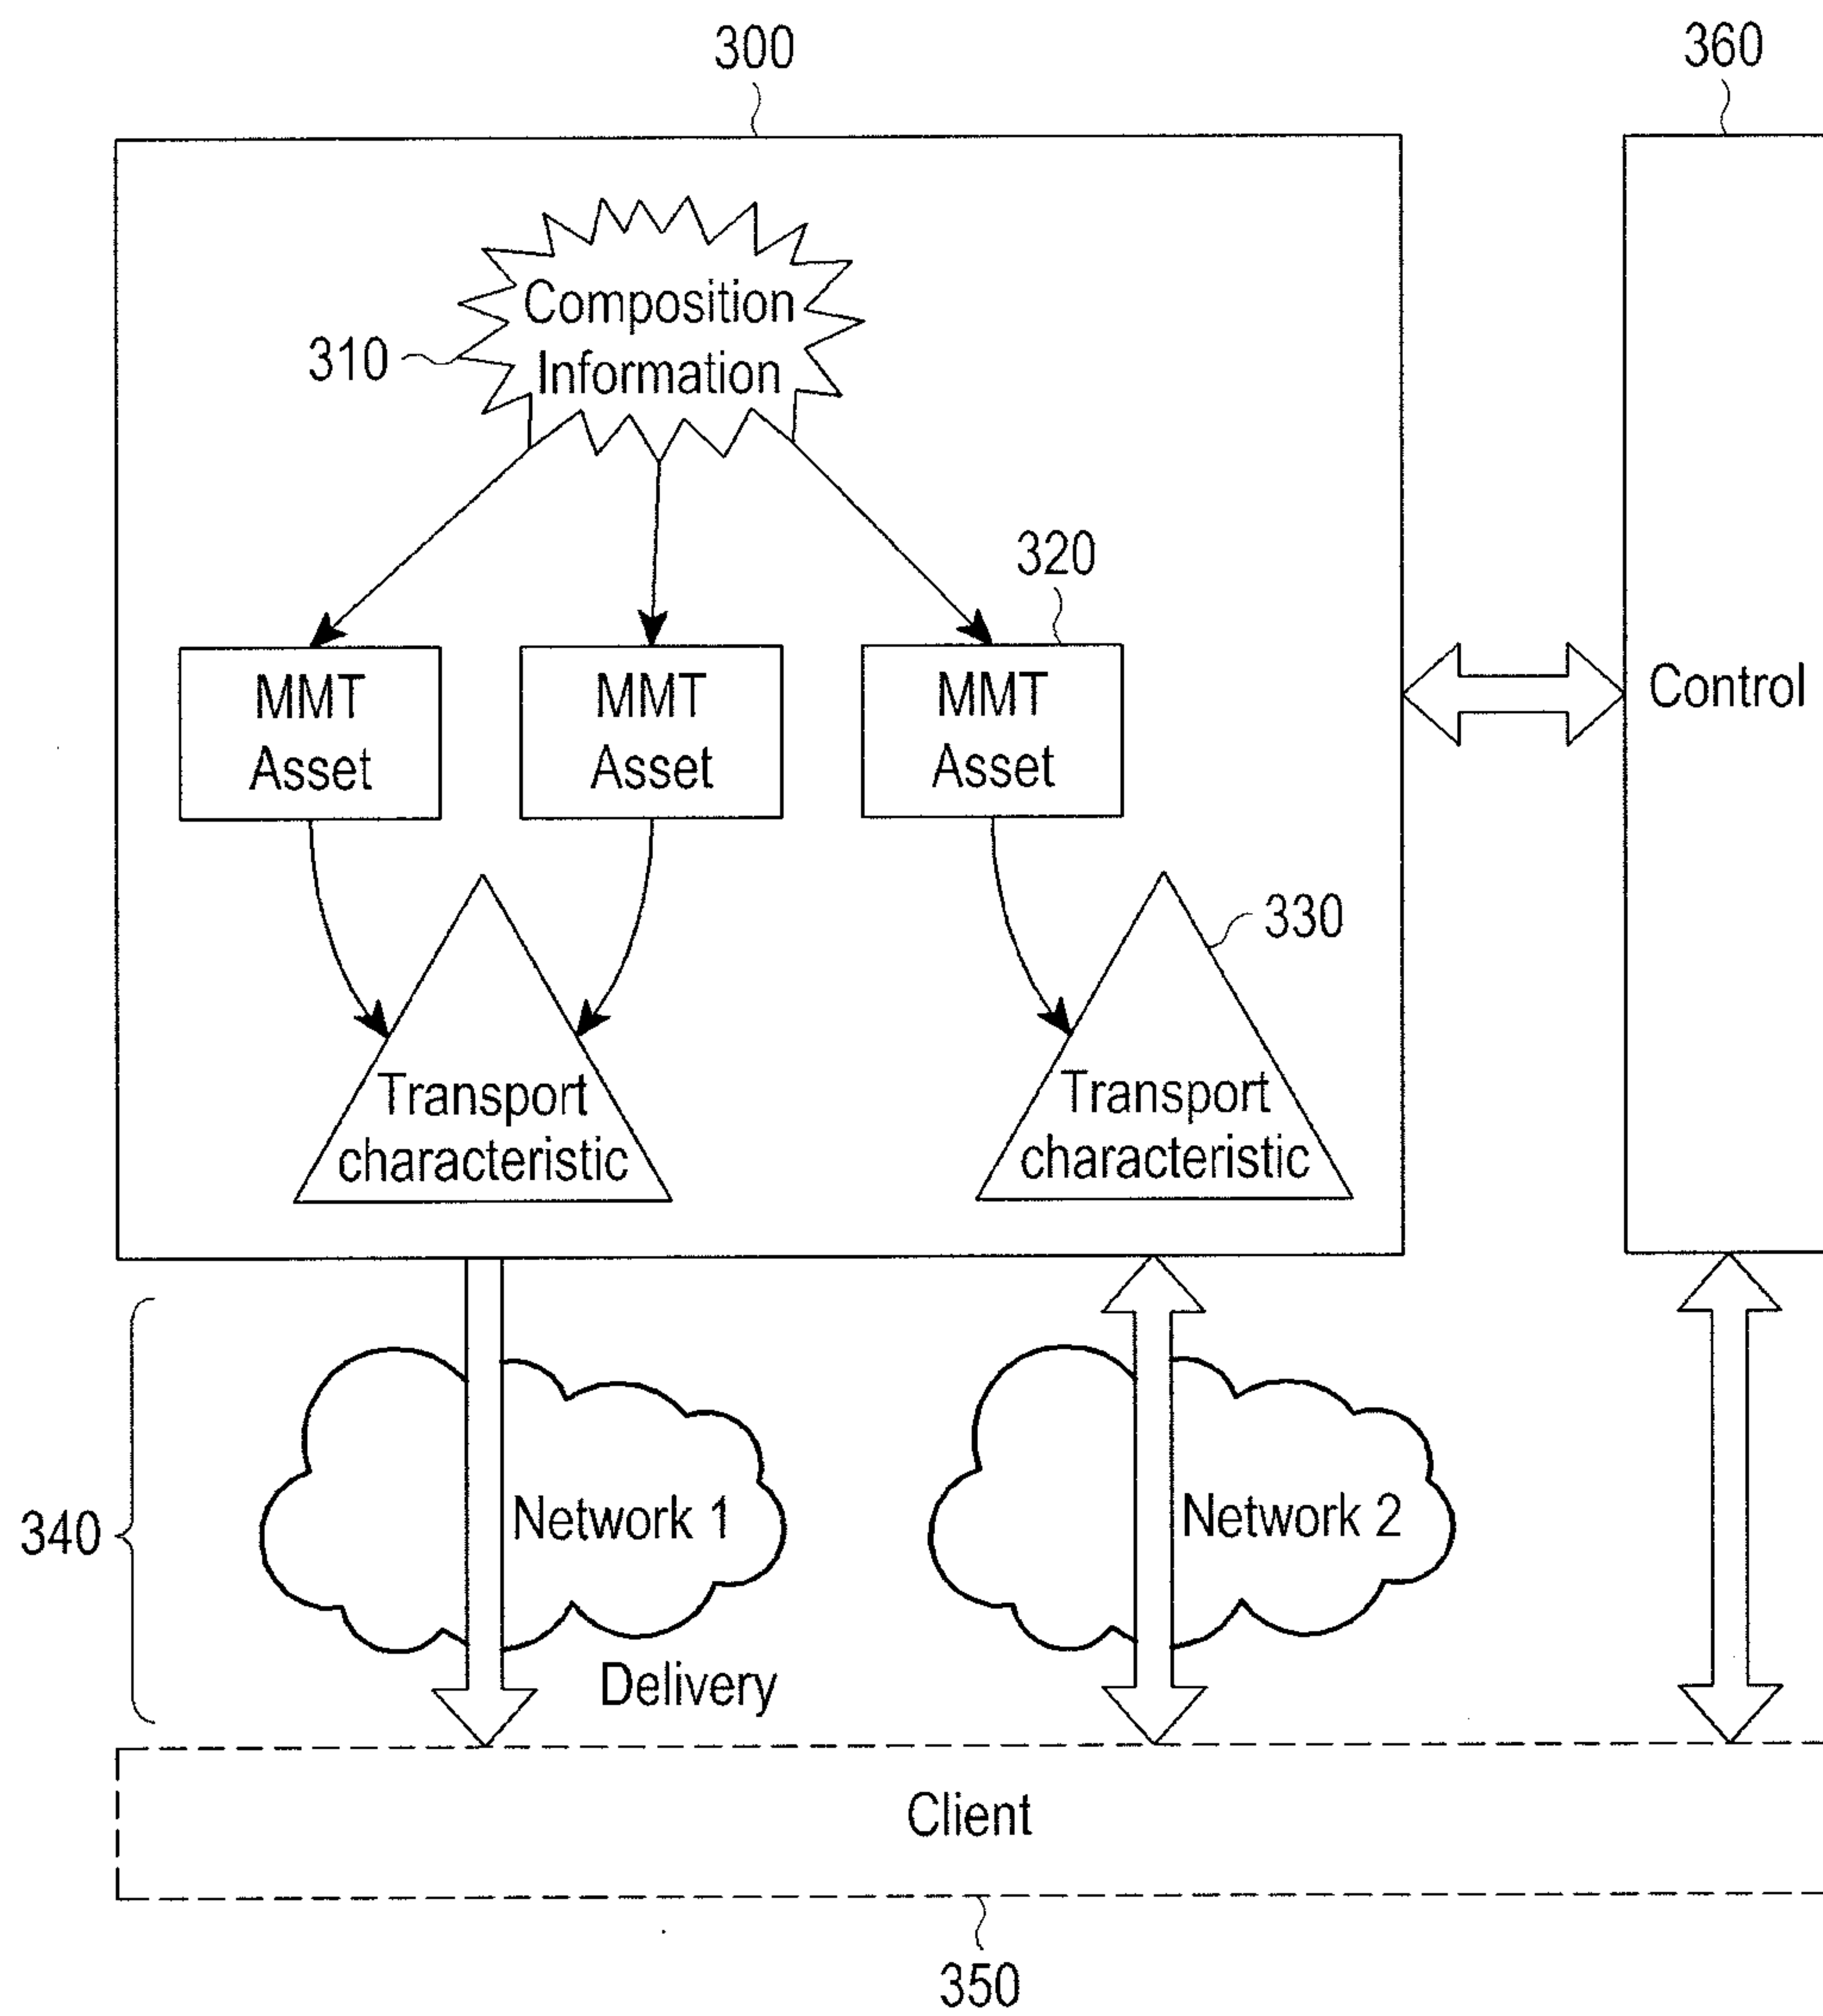 300
360
Composition
Information
310
320
MMT
Asset
MMT
Asset
MMT
Asset
Control
330
Transport
characteristic
Transport
characteristic
340
Network 1
Network 2
Delivery
Client
350